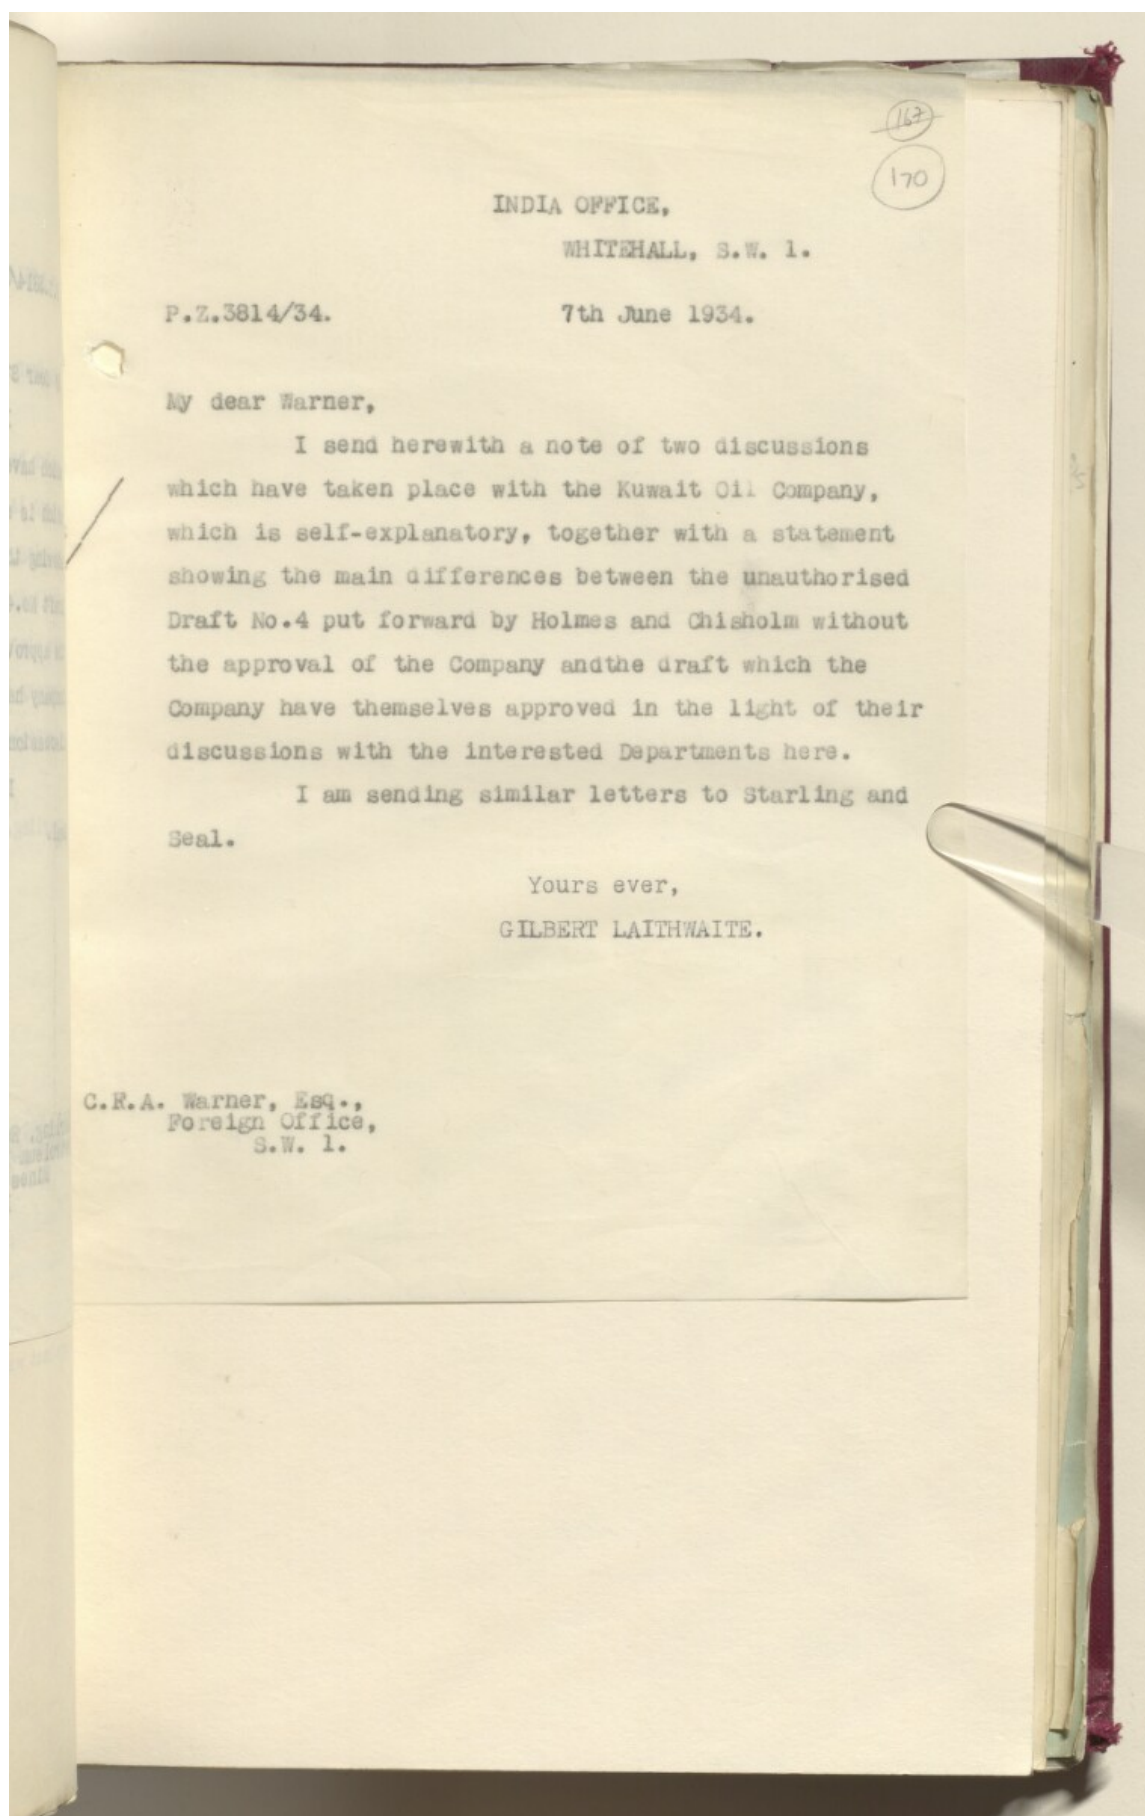 167
170
INDIA OFFICE,
WHITEHALL, S.W. 1.
P.Z.3814/34. 7th June 1934.
My dear Warner,
I send herewith a note of two discussions
which have taken place with the Kuwait Oil Company,
which is self-explanatory, together with a statement
showing the main differences between the unauthorised
Draft No.4 put forward by Holmes and Chisholm without
the approval of the Company andthe draft which the
Company have themselves approved in the light of their
discussions with the interested Departments here.
I am sending similar letters to Starling and
Seal.
Yours ever,
GILBERT LAITHWAITE.
C.F.A. Warner, Esq.,
Foreign Office,
S.W. 1.